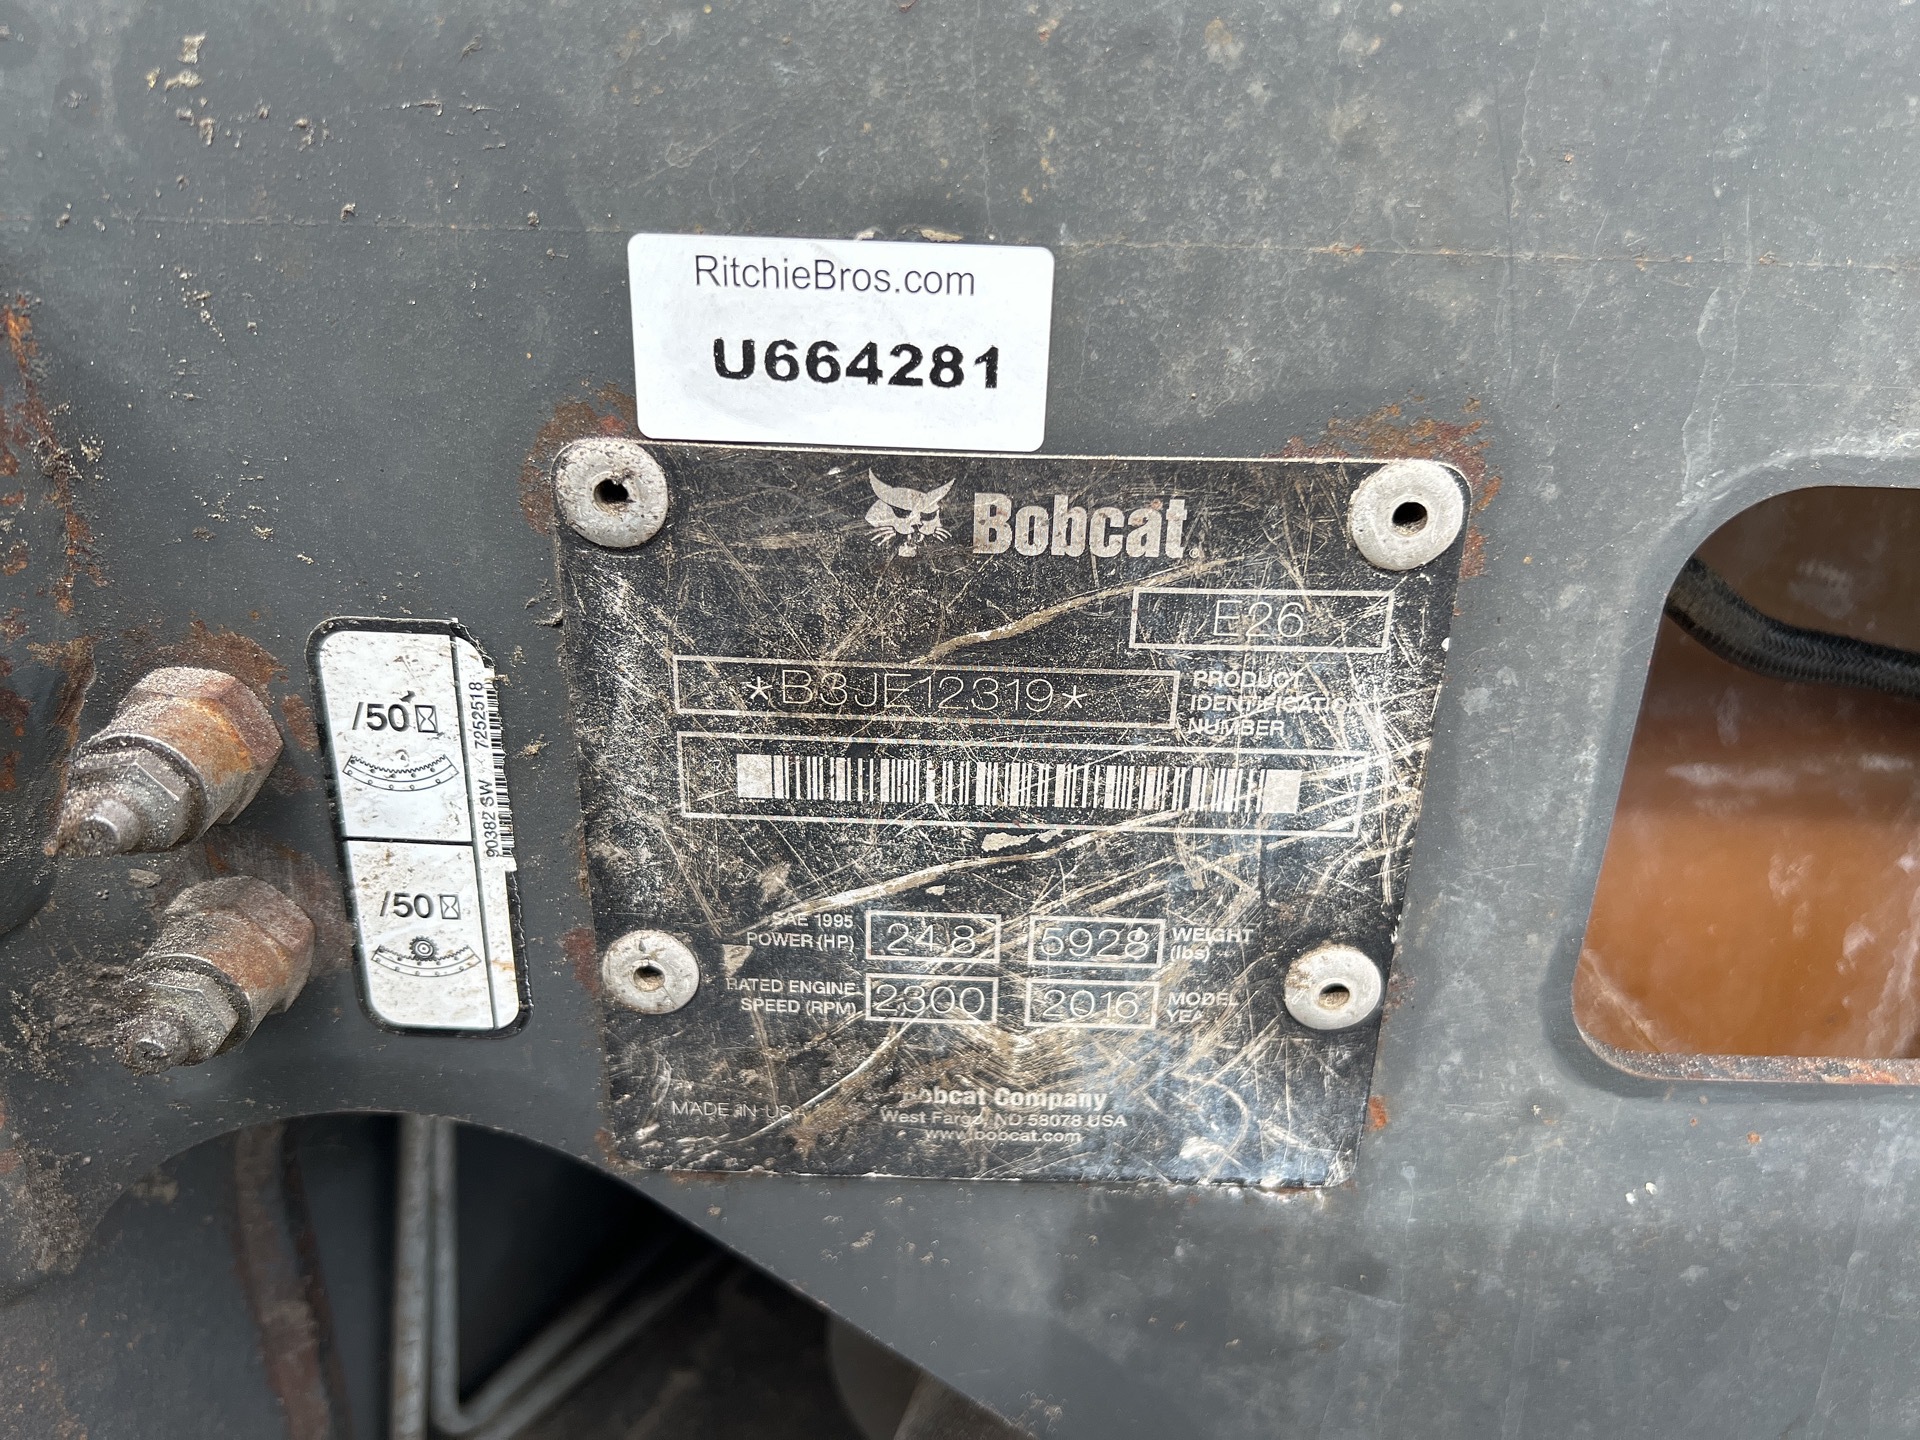 RitchieBros.com
U664281
Bobcat
E26
*B3JE12319*
PRODUCT
IDENTIFICATION
NUMBER
SAE 1995
POWER (HP)
24.8
5928
WEIGHT
(lbs)
RATED ENGINE
SPEED (RPM)
2300
2016
MODEL
YEA
MADE IN US
Bobcat Company
West Fargo, ND 58078 USA
www.bobcat.com
/50
/50
90382 SW 7252518